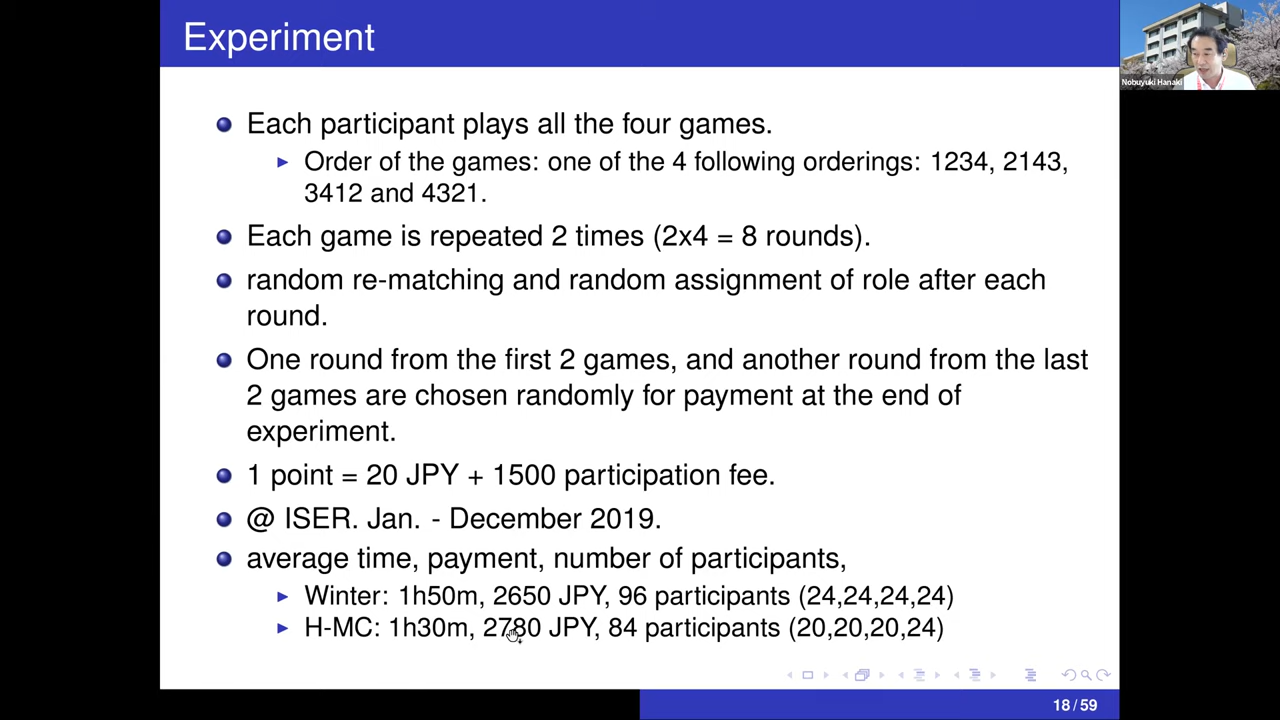 Experiment
Nobuyuki Hanaki
Each participant plays all the four games.
Order of the games: one of the 4 following orderings: 1234, 2143,
3412 and 4321.
Each game is repeated 2 times (2x4 = 8 rounds).
random re-matching and random assignment of role after each
round.
One round from the first 2 games, and another round from the last
2 games are chosen randomly for payment at the end of
experiment.
1 point = 20 JPY + 1500 participation fee.
@ ISER. Jan. - December 2019.
average time, payment, number of participants,
Winter: 1h50m, 2650 JPY, 96 participants (24,24,24,24)
H-MC: 1h30m, 2780 JPY, 84 participants (20,20,20,24)
18 / 59